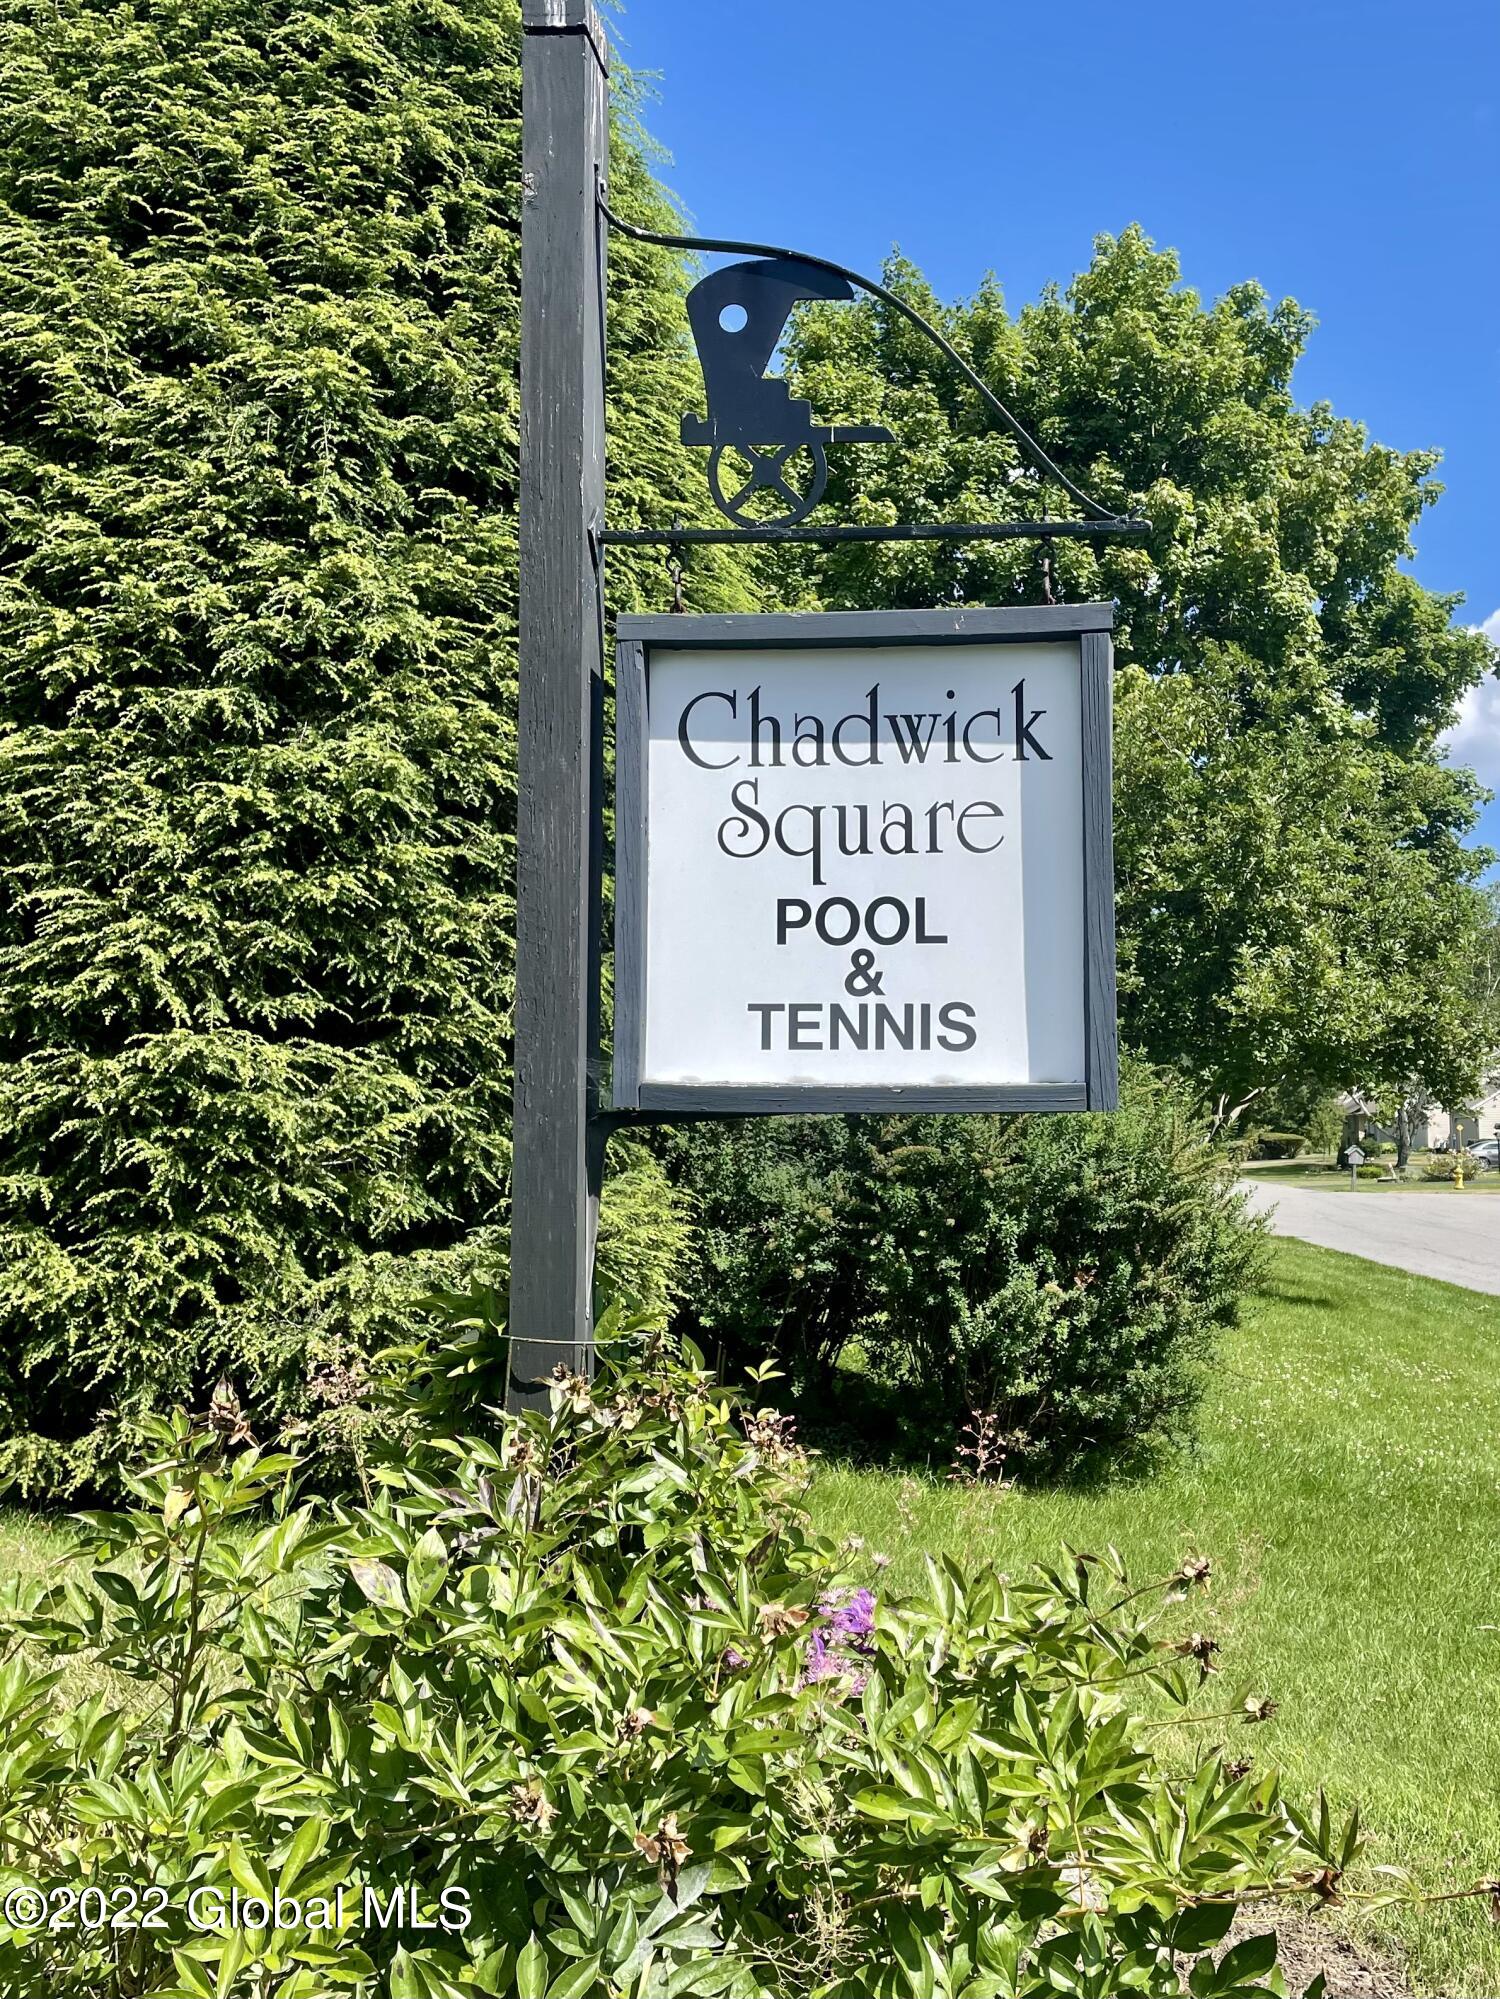 Chadwick
Square
POOL
&
TENNIS
©2022 Global MLS